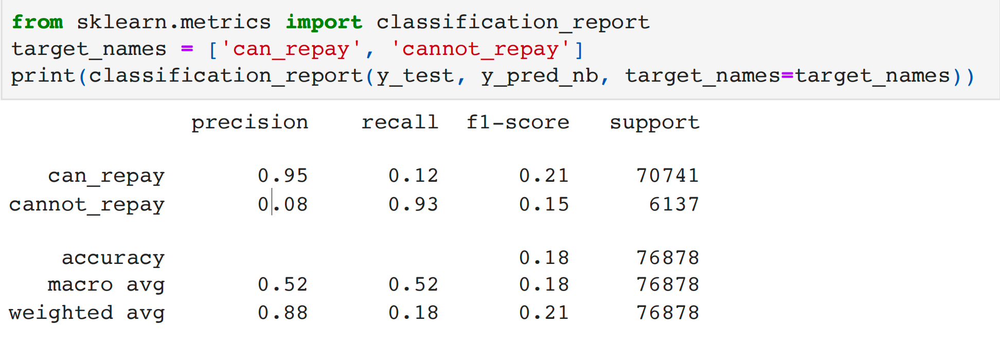 from sklearn.metrics import classification_report
target_names = ['can_repay', 'cannot_repay']
print(classification_report(y_test, y_pred_nb, target_names=target_names))
precision recall f1-score support
can_repay 0.95 0.12 0.21 70741
cannot_repay 0.08 0.93 0.15 6137
accuracy 0.18 76878
macro avg 0.52 0.52 0.18 76878
weighted avg 0.88 0.18 0.21 76878